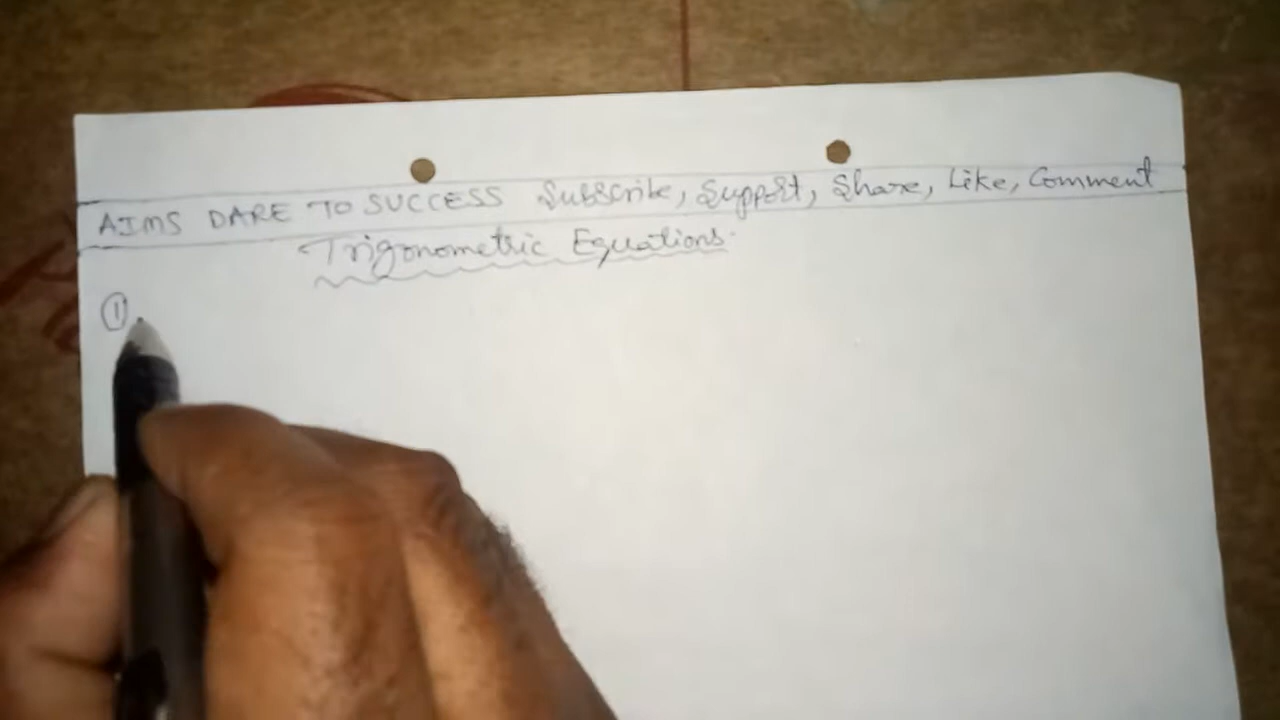 AIMS DARE TO SUCCESS Subscribe, Support, Share, Like, Comment
Trigonometric Equations.
①